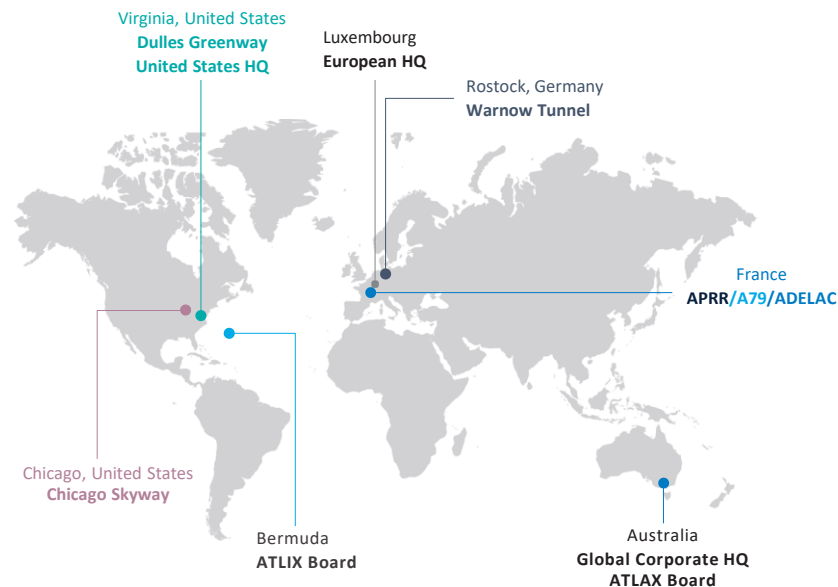 Virginia, United States
Dulles Greenway
United States HQ
Luxembourg
European HQ
Rostock, Germany
Warnow Tunnel
France
APRR/A79/ADELAC
Chicago, United States
Chicago Skyway
Bermuda
ATLIX Board
Australia
Global Corporate HQ
ATLAX Board